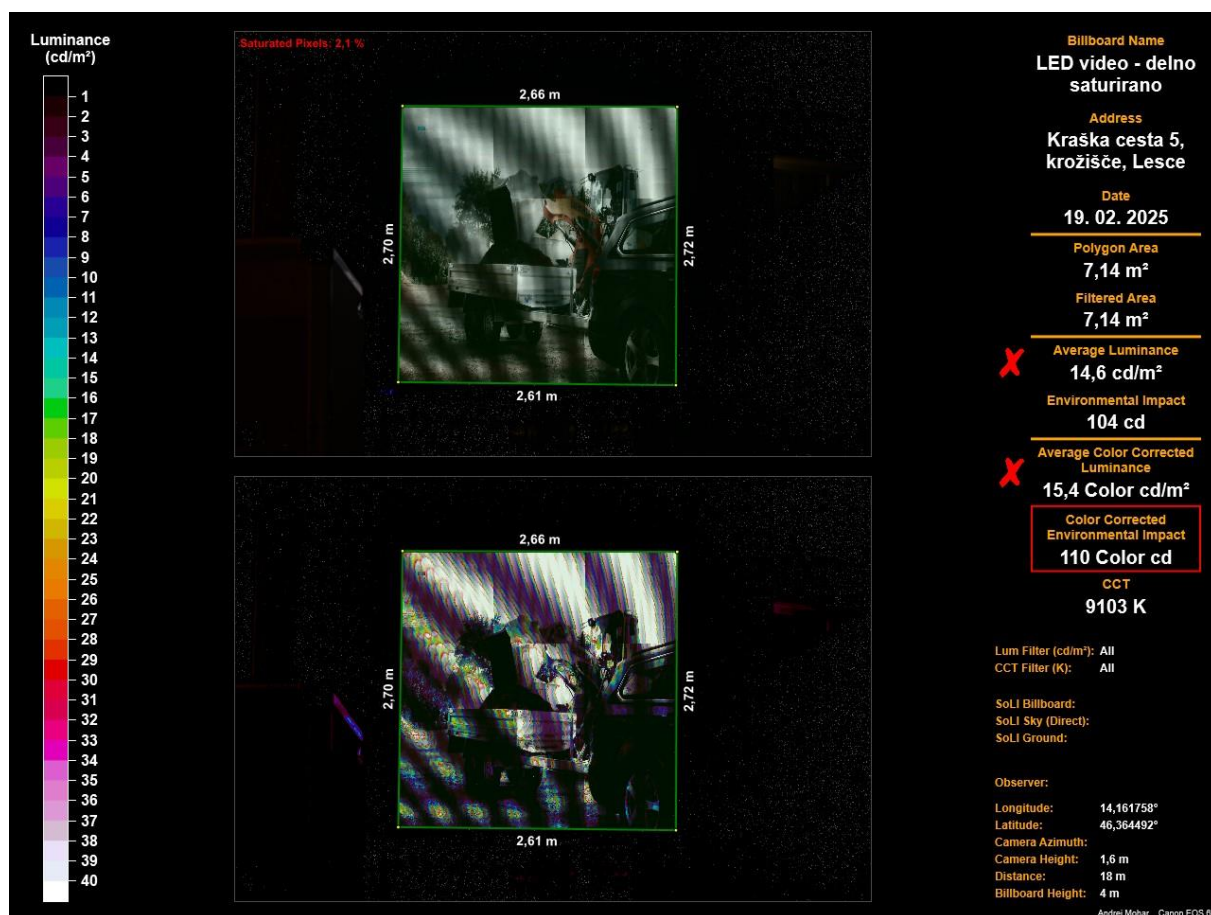 Luminance
(cd/m²)
1
2
3
4
5
6
7
8
9
10
11
12
13
14
15
16
17
18
19
20
21
22
23
24
25
26
27
28
29
30
31
32
33
34
35
36
37
38
39
40
Saturated Pixels: 2,1 %
2,66 m
2,70 m
2,72 m
2,61 m
2,66 m
2,70 m
2,72 m
2,61 m
Billboard Name
LED video - delno
saturirano
Address
Kraška cesta 5,
krožišče, Lesce
Date
19. 02. 2025
Polygon Area
7,14 m²
Filtered Area
7,14 m²
Average Luminance
14,6 cd/m²
Environmental Impact
104 cd
Average Color Corrected
Luminance
15,4 Color cd/m²
Color Corrected
Environmental Impact
110 Color cd
CCT
9103 K
Lum Filter (cd/m²): All
CCT Filter (K): All
SoLI Billboard:
SoLI Sky (Direct):
SoLI Ground:
Observer:
Longitude: 14,161758°
Latitude: 46,364492°
Camera Azimuth:
Camera Height: 1,6 m
Distance: 18 m
Billboard Height: 4 m
Andrej Mohar Canon EOS